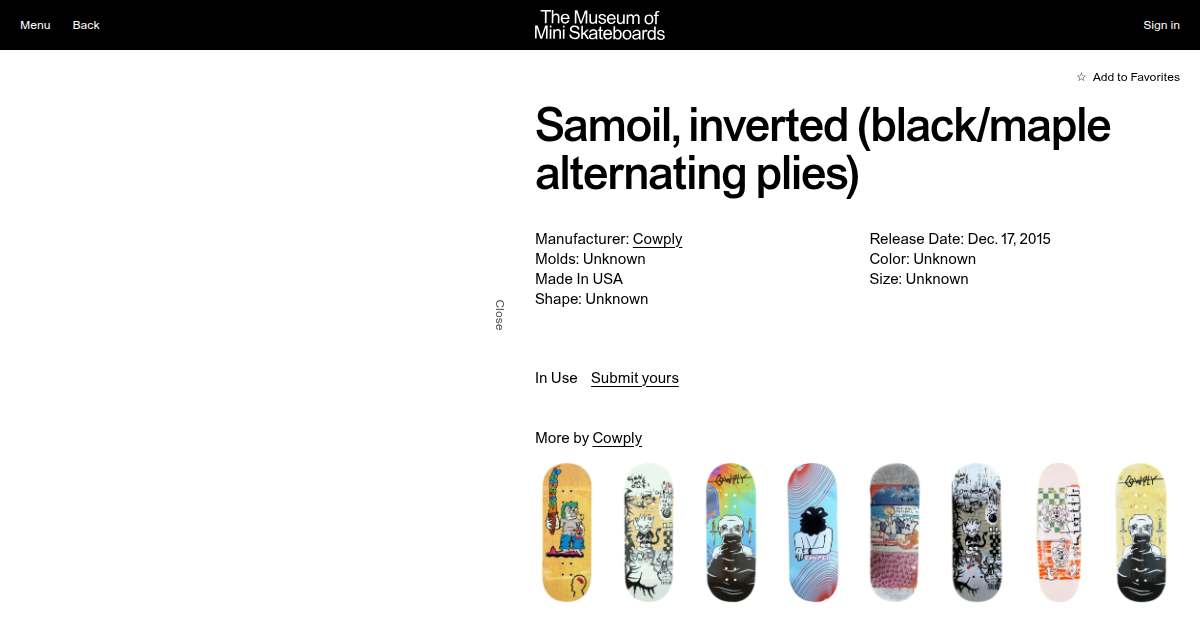 Menu
Back
The Museum of
Mini Skateboards
Sign in
☆ Add to Favorites
Samoil, inverted (black/maple
alternating plies)
Manufacturer: Cowply
Molds: Unknown
Made In USA
Shape: Unknown
Release Date: Dec. 17, 2015
Color: Unknown
Size: Unknown
Close
In Use
Submit yours
More by Cowply
COWPLY
COWPLY